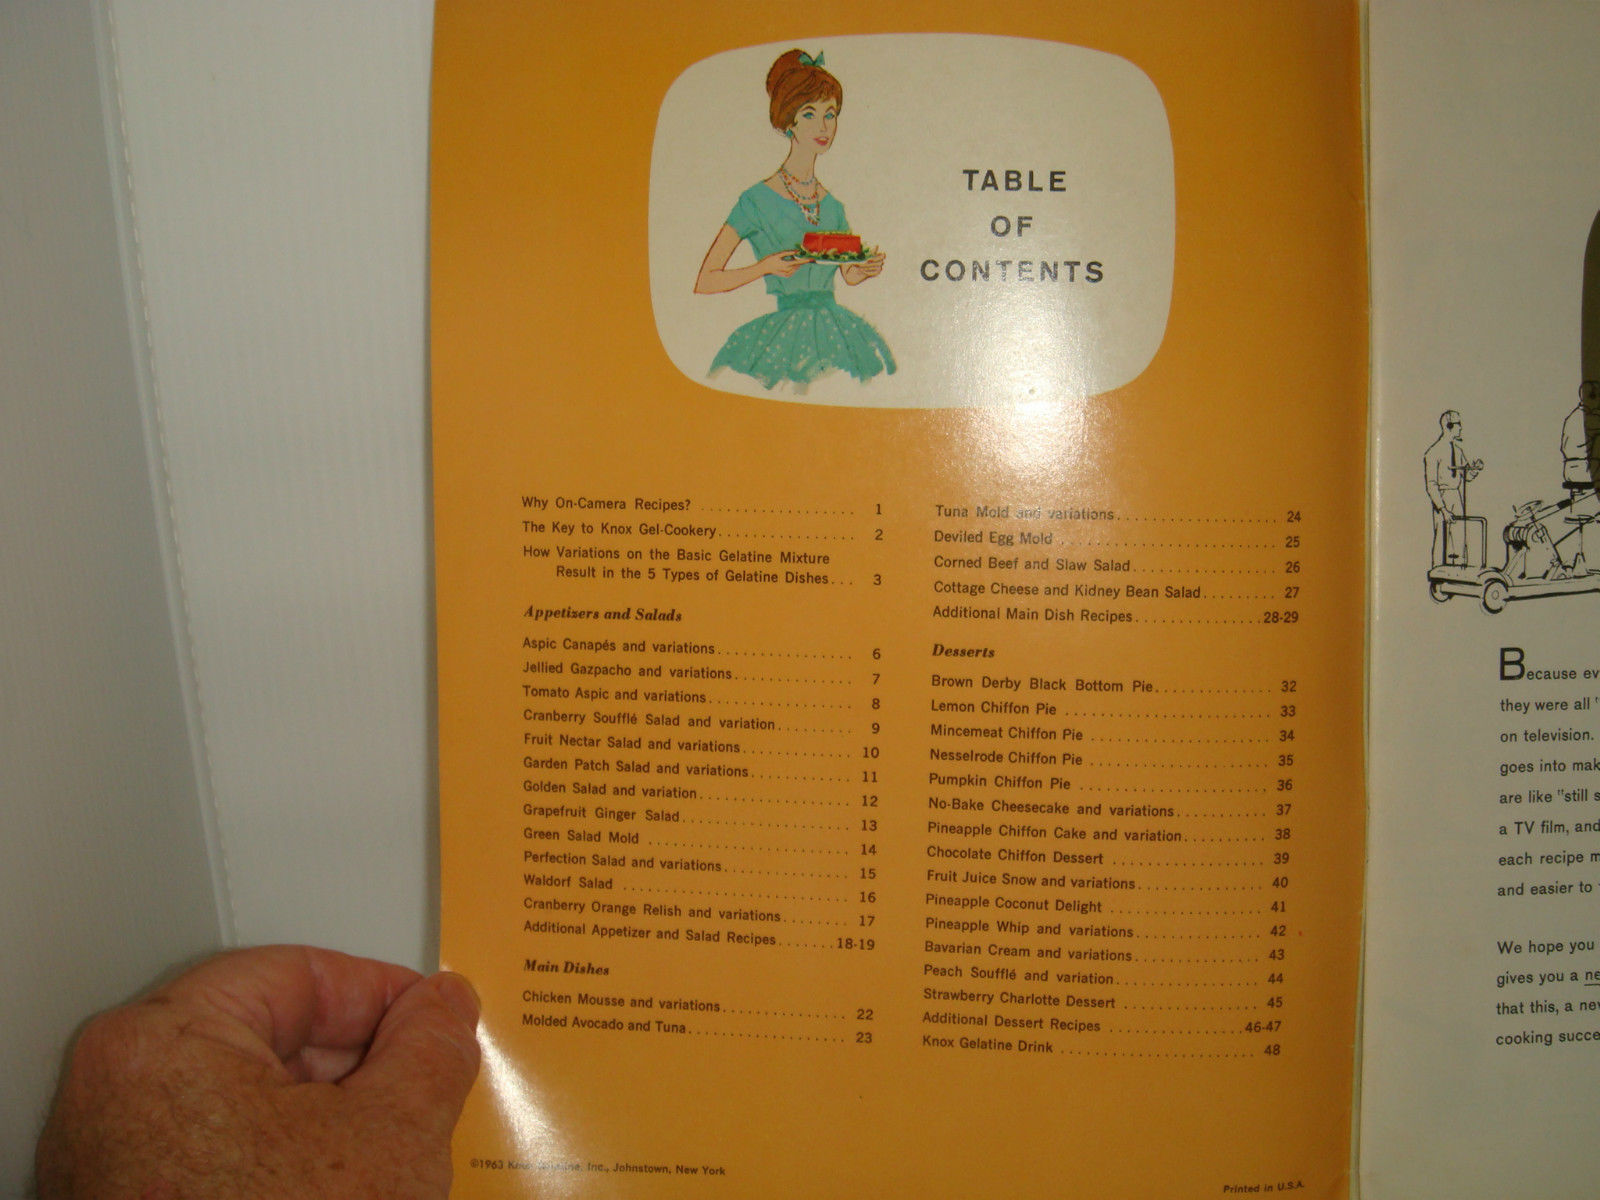 TABLE
OF
CONTENTS
Why On-Camera Recipes? . . . . . . . . . . . . . . . . . . 1
The Key to Knox Gel-Cookery. . . . . . . . . . . . . . . . 2
How Variations on the Basic Gelatine Mixture
Result in the 5 Types of Gelatine Dishes. . . 3
Appetizers and Salads
Aspic Canapés and variations. . . . . . . . . . . . . . . 6
Jellied Gazpacho and variations. . . . . . . . . . . . . 7
Tomato Aspic and variations. . . . . . . . . . . . . . . . 8
Cranberry Soufflé Salad and variation. . . . . . . . . 9
Fruit Nectar Salad and variations. . . . . . . . . . . . 10
Garden Patch Salad and variations. . . . . . . . . . . 11
Golden Salad and variation. . . . . . . . . . . . . . . . 12
Grapefruit Ginger Salad. . . . . . . . . . . . . . . . . . 13
Green Salad Mold . . . . . . . . . . . . . . . . . . . . . 14
Perfection Salad and variations. . . . . . . . . . . . . 15
Waldorf Salad . . . . . . . . . . . . . . . . . . . . . . . 16
Cranberry Orange Relish and variations. . . . . . . 17
Additional Appetizer and Salad Recipes. . . . . . . 18-19
Main Dishes
Chicken Mousse and variations. . . . . . . . . . . . . 22
Molded Avocado and Tuna. . . . . . . . . . . . . . . . 23
Tuna Mold and variations. . . . . . . . . . . . . . . . . 24
Deviled Egg Mold . . . . . . . . . . . . . . . . . . . . . 25
Corned Beef and Slaw Salad. . . . . . . . . . . . . . . 26
Cottage Cheese and Kidney Bean Salad. . . . . . . . 27
Additional Main Dish Recipes. . . . . . . . . . . . . . 28-29
Desserts
Brown Derby Black Bottom Pie. . . . . . . . . . . . . 32
Lemon Chiffon Pie . . . . . . . . . . . . . . . . . . . . 33
Mincemeat Chiffon Pie . . . . . . . . . . . . . . . . . 34
Nesselrode Chiffon Pie . . . . . . . . . . . . . . . . . 35
Pumpkin Chiffon Pie . . . . . . . . . . . . . . . . . . 36
No-Bake Cheesecake and variations. . . . . . . . . . 37
Pineapple Chiffon Cake and variation. . . . . . . . . 38
Chocolate Chiffon Dessert . . . . . . . . . . . . . . . 39
Fruit Juice Snow and variations. . . . . . . . . . . . 40
Pineapple Coconut Delight . . . . . . . . . . . . . . . 41
Pineapple Whip and variations. . . . . . . . . . . . . 42
Bavarian Cream and variations. . . . . . . . . . . . . 43
Peach Soufflé and variation. . . . . . . . . . . . . . . 44
Strawberry Charlotte Dessert . . . . . . . . . . . . . 45
Additional Dessert Recipes . . . . . . . . . . . . . . . 46-47
Knox Gelatine Drink . . . . . . . . . . . . . . . . . . . 48
©1963 Knox Gelatine, Inc., Johnstown, New York
Printed in U.S.A.
Because ev
they were all "
on television.
goes into mak
are like "still s
a TV film, and
each recipe m
and easier to
We hope you
gives you a ne
that this, a nev
cooking succe